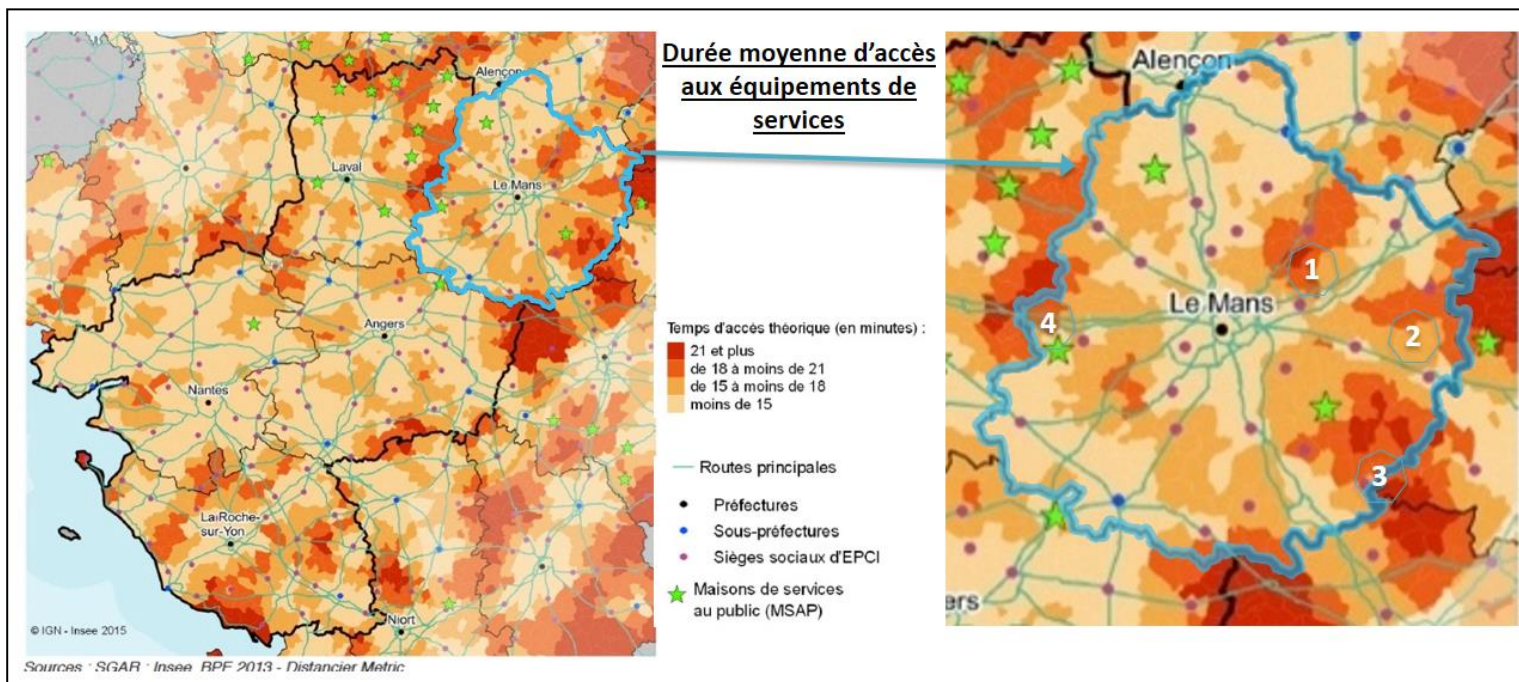 Durée moyenne d’accès
aux équipements de
services
Alençon
Laval
Le Mans
Angers
Nantes
La Roche-
sur-Yon
Niort
© IGN - Insee 2015
Temps d'accès théorique (en minutes) :
21 et plus
de 18 à moins de 21
de 15 à moins de 18
moins de 15
Routes principales
Préfectures
Sous-préfectures
Sièges sociaux d'EPCI
Maisons de services
au public (MSAP)
Alençon
1
Le Mans
4
2
3
ers
Sources : SGAR ; Insee, BPE 2013 - Distancier Metric